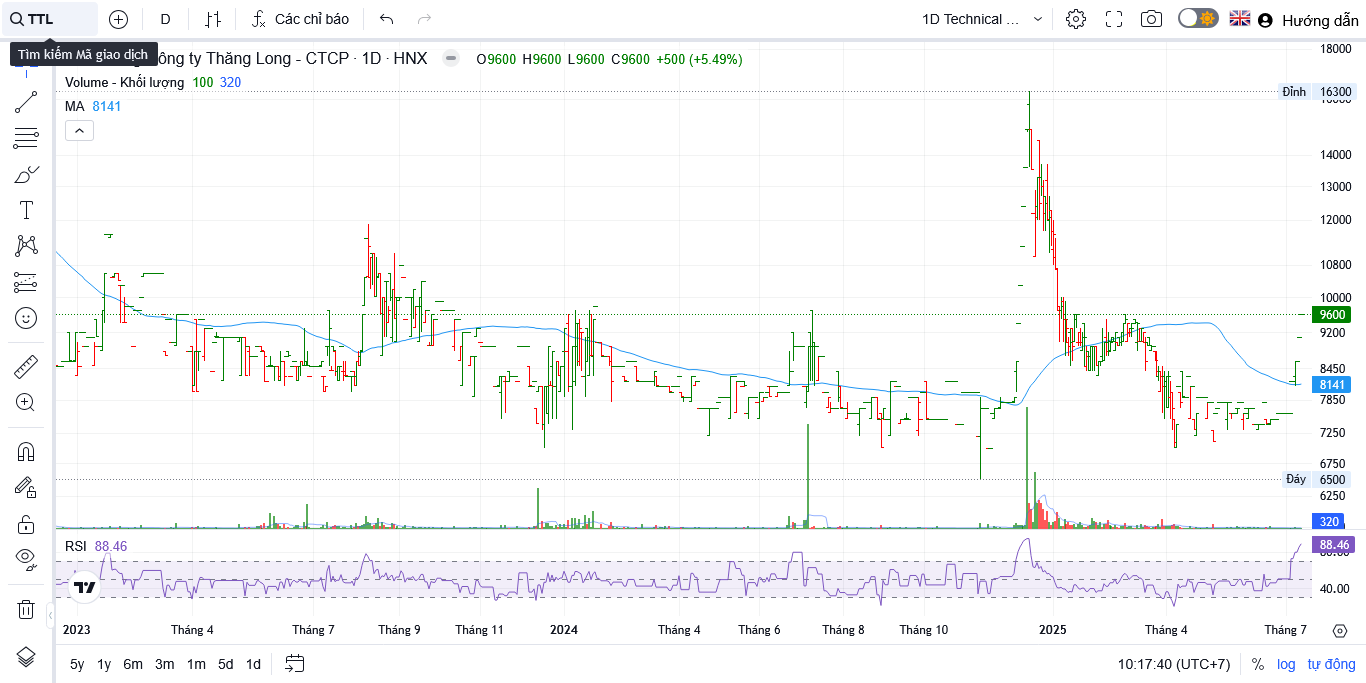 TTL
D
Các chỉ báo
1D Technical ...
Hướng dẫn
Tìm kiếm Mã giao dịch
ông ty Thăng Long - CTCP · 1D · HNX
O9600 H9600 L9600 C9600 +500 (+5.49%)
Volume - Khối lượng 100 320
MA 8141
18000
Đỉnh 16300
14000
13000
12000
10800
10000
9600
9200
8450
8141
7850
7250
6750
Đáy 6500
6250
320
RSI 88.46
88.46
40.00
2023 Tháng 4 Tháng 7 Tháng 9 Tháng 11 2024 Tháng 4 Tháng 6 Tháng 8 Tháng 10 2025 Tháng 4 Tháng 7
5y 1y 6m 3m 1m 5d 1d
10:17:40 (UTC+7) % log tự động